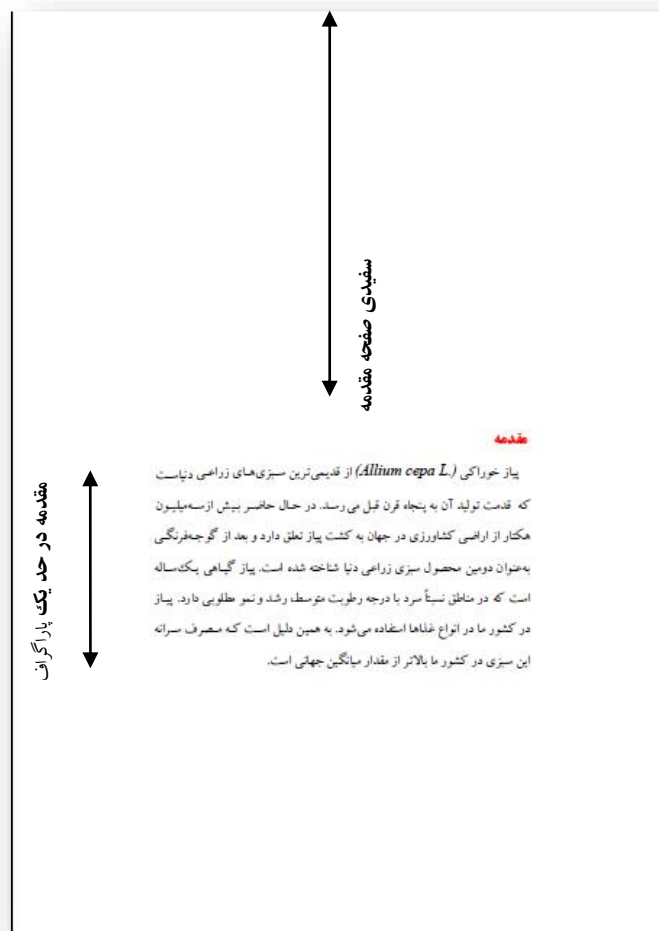 سفیدی صفحه مقدمه
مقدمه
پیاز خوراکی (Allium cepa L.) از قدیمی‌ترین سبزی‌های زراعی دنیاست
که قدمت تولید آن به پنجاه قرن قبل می‌رسد. در حال حاضر بیش از سه‌میلیون
هکتار از اراضی کشاورزی در جهان به کشت پیاز تعلق دارد و بعد از گوجه‌فرنگی
به‌عنوان دومین محصول سبزی زراعی دنیا شناخته شده است. پیاز گیاهی یک‌ساله
است که در مناطق نسبتاً سرد با درجه رطوبت متوسط، رشد و نمو مطلوبی دارد. پیاز
در کشور ما در انواع غذاها استفاده می‌شود. به همین دلیل است که مصرف سرانه
این سبزی در کشور ما بالاتر از مقدار میانگین جهانی است.
مقدمه در حد یک پاراگراف